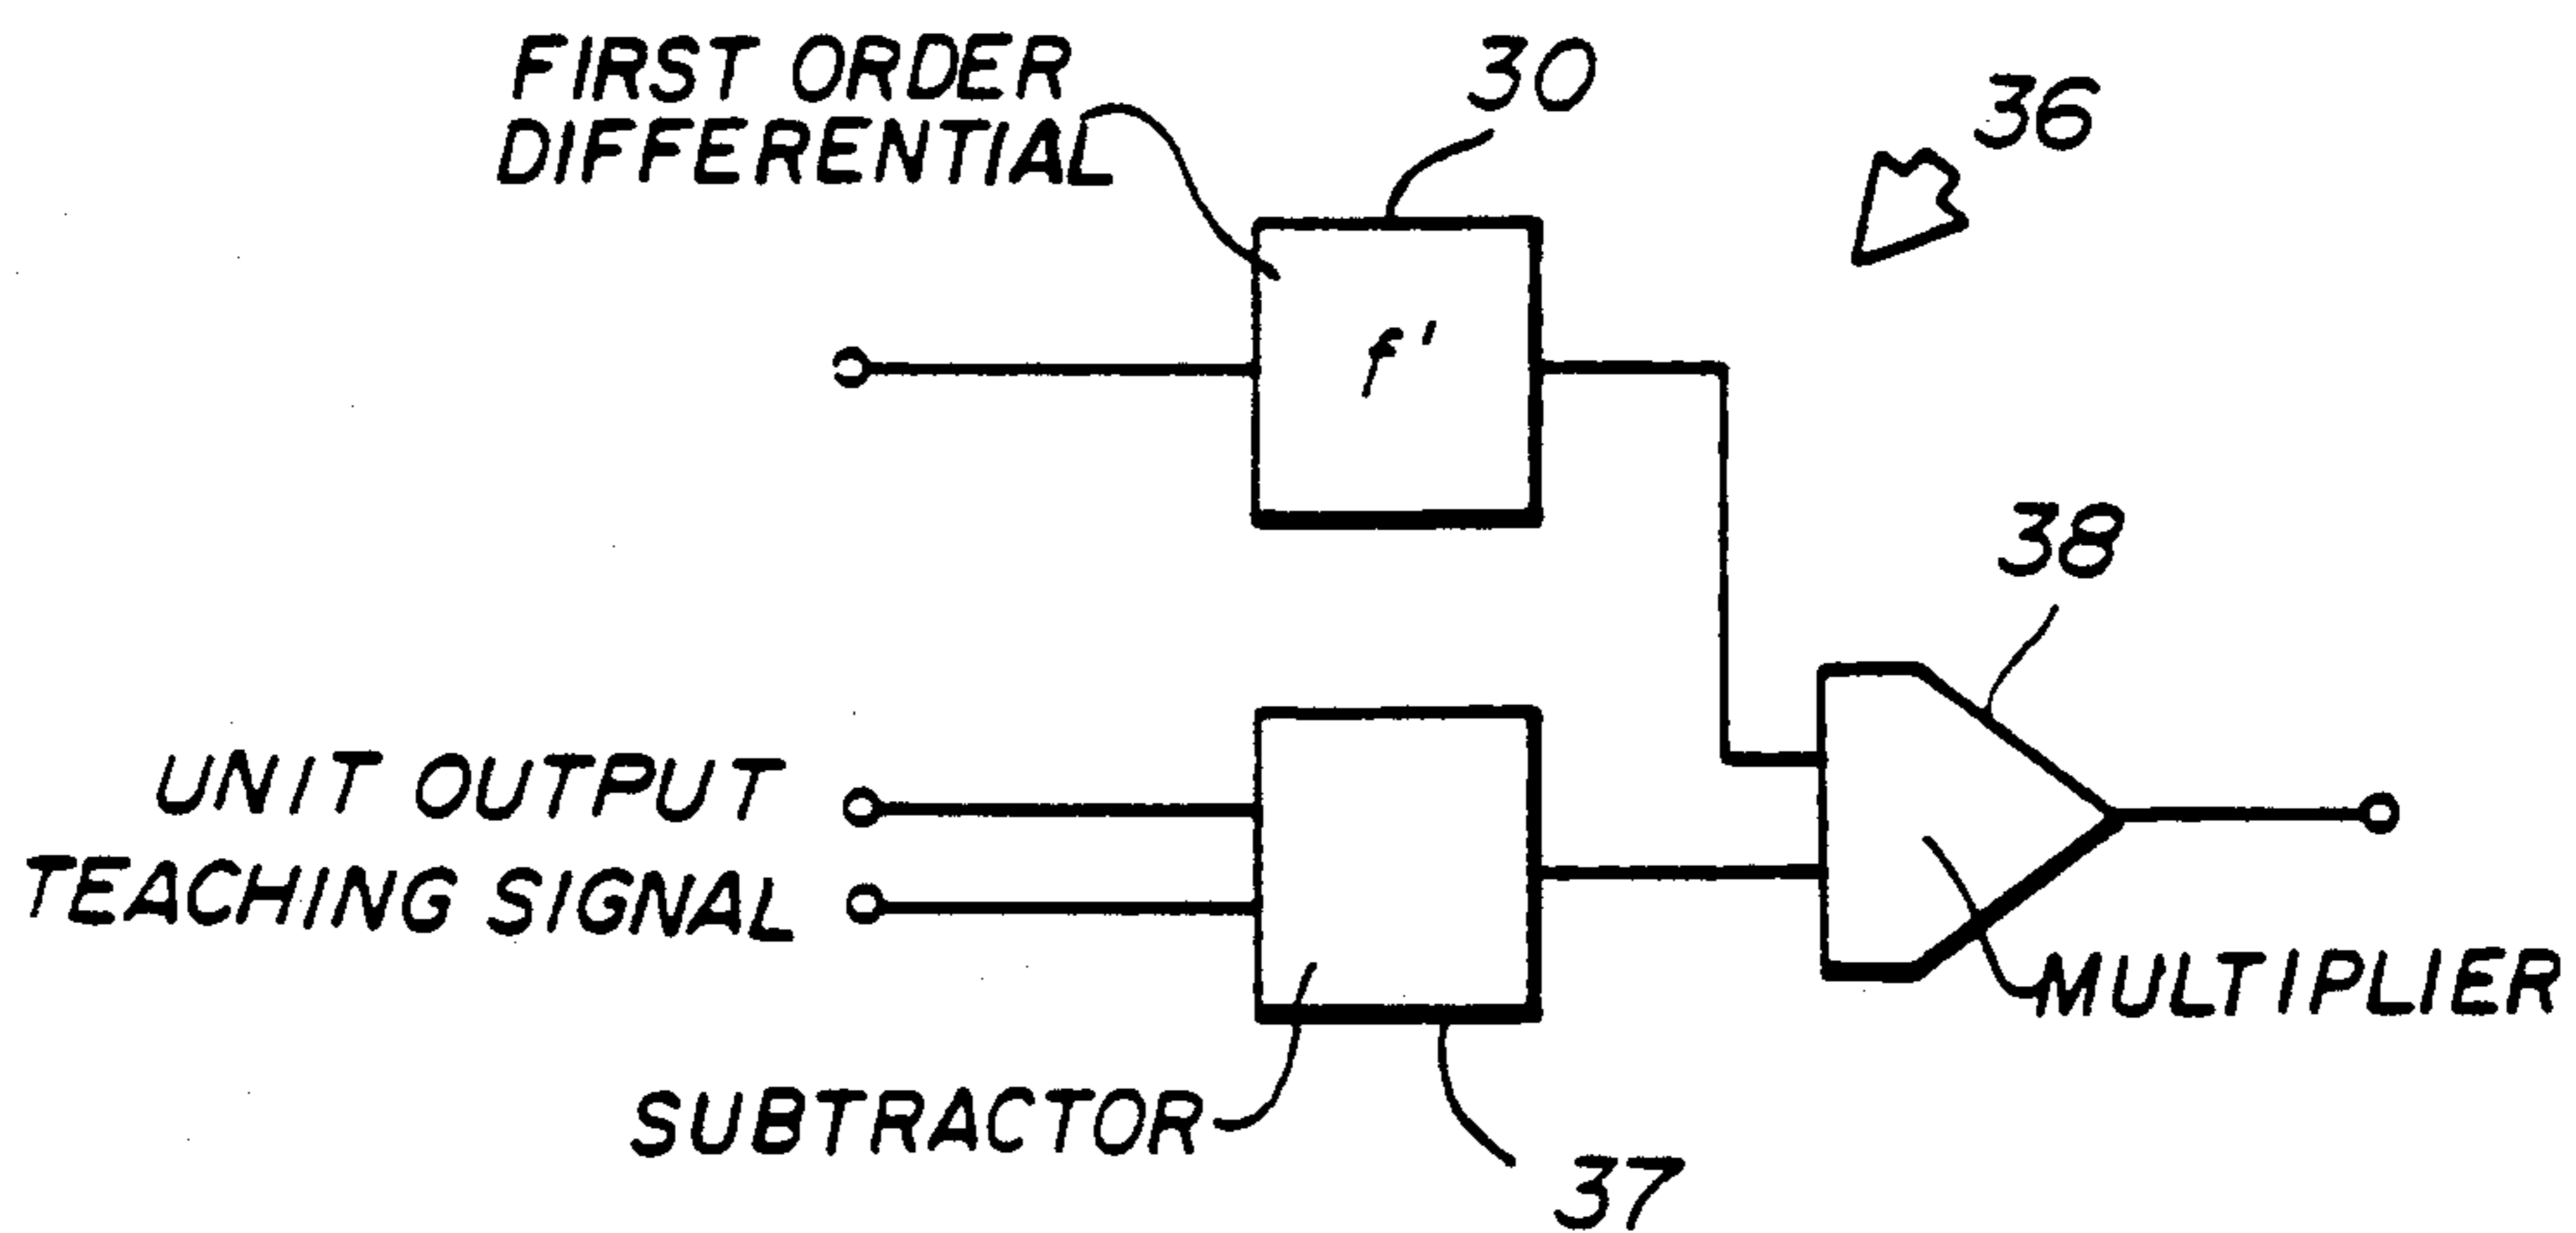 FIRST ORDER
DIFFERENTIAL
30
36
f'
38
UNIT OUTPUT
TEACHING SIGNAL
MULTIPLIER
SUBTRACTOR
37